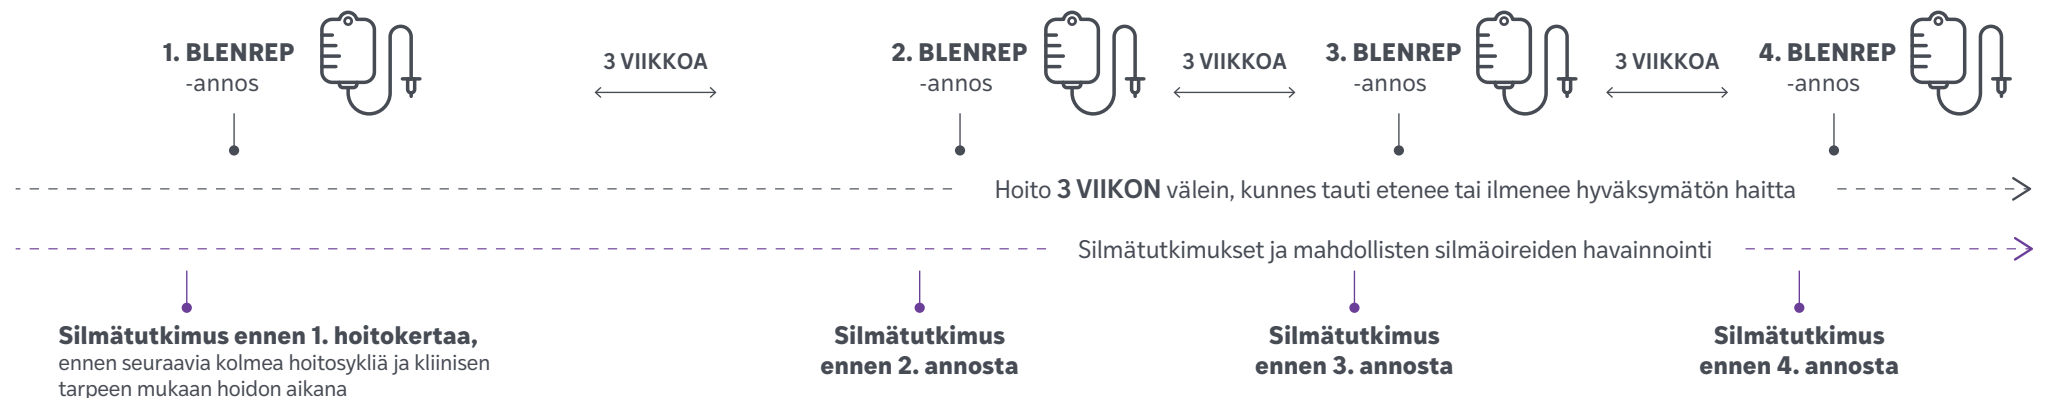 1. BLENREP
-annos
3 VIIKKOA
2. BLENREP
-annos
3 VIIKKOA
3. BLENREP
-annos
3 VIIKKOA
4. BLENREP
-annos
Hoito 3 VIIKON välein, kunnes tauti etenee tai ilmenee hyväksymätön haitta
Silmätutkimukset ja mahdollisten silmäoireiden havainnointi
Silmätutkimus ennen 1. hoitokertaa,
ennen seuraavia kolmea hoitosykliä ja kliinisen
tarpeen mukaan hoidon aikana
Silmätutkimus
ennen 2. annosta
Silmätutkimus
ennen 3. annosta
Silmätutkimus
ennen 4. annosta